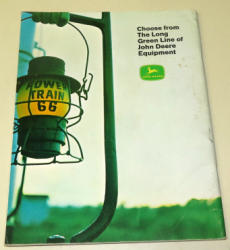 Choose from
The Long
Green Line of
John Deere
Equipment
JOHN DEERE
POWER
TRAIN
66